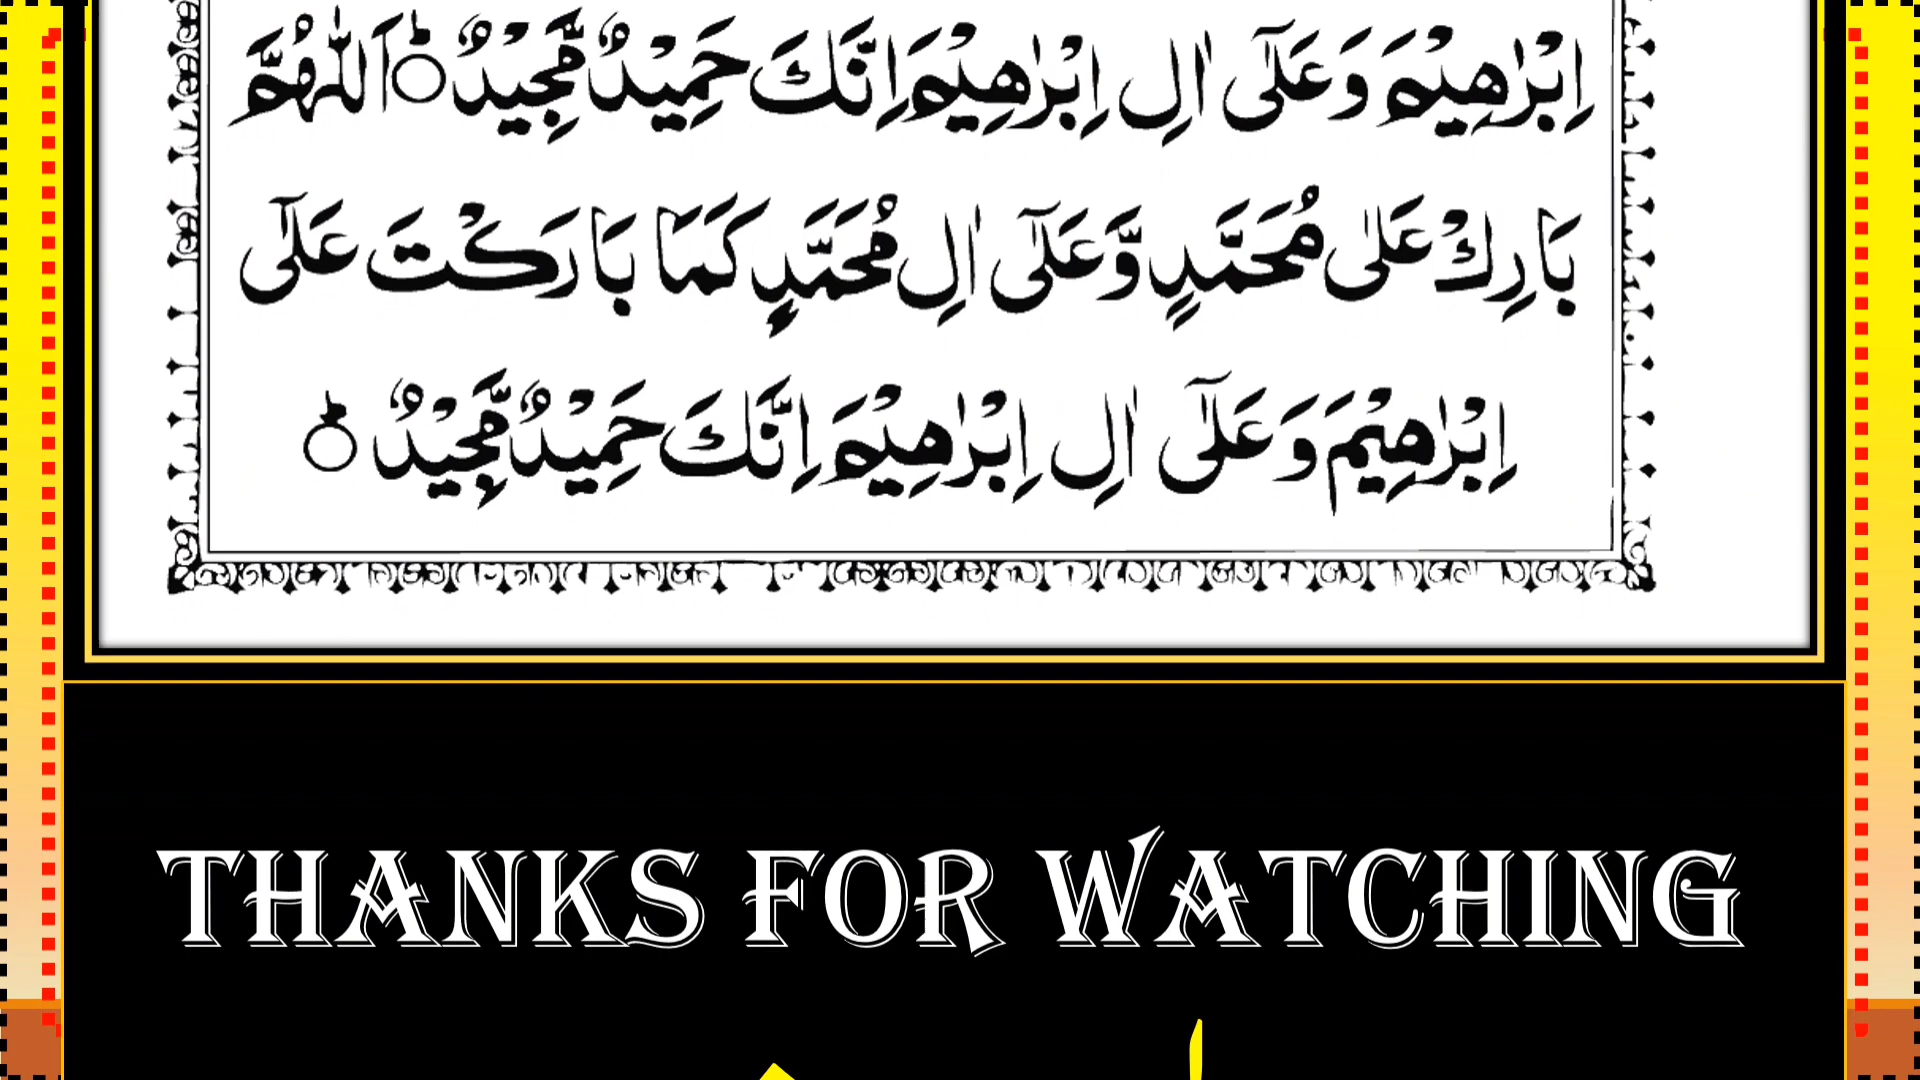 اِبْرٰهِيْمَ وَعَلٰٓى اٰلِ اِبْرٰهِيْمَ اِنَّكَ حَمِيْدٌ مَّجِيْدٌ ؕ اَللّٰهُمَّ
بَارِكْ عَلٰى مُحَمَّدٍ وَّعَلٰٓى اٰلِ مُحَمَّدٍ كَمَا بَارَكْتَ عَلٰٓى
اِبْرٰهِيْمَ وَعَلٰٓى اٰلِ اِبْرٰهِيْمَ اِنَّكَ حَمِيْدٌ مَّجِيْدٌ ؕ
THANKS FOR WATCHING